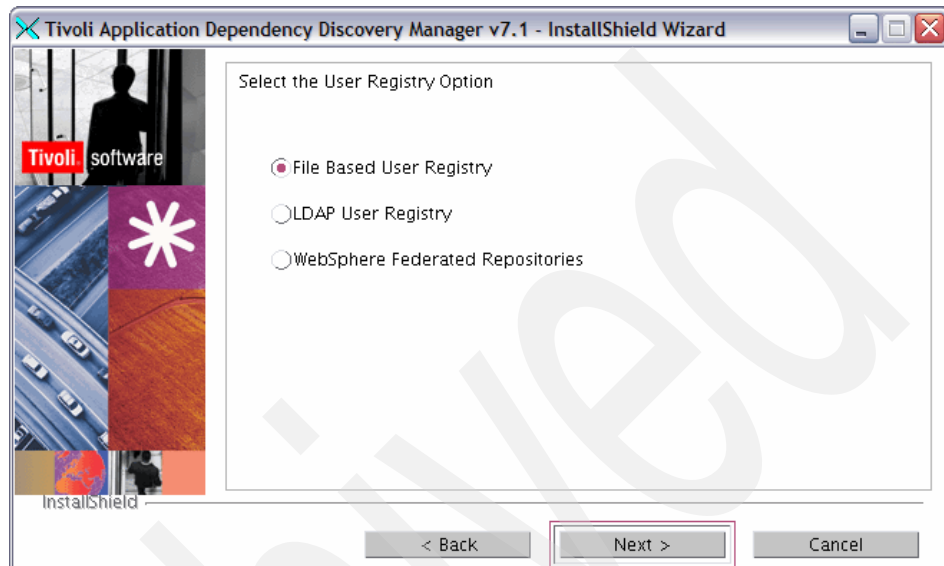 Tivoli Application Dependency Discovery Manager v7.1 - InstallShield Wizard
Select the User Registry Option
Tivoli. software
File Based User Registry
LDAP User Registry
WebSphere Federated Repositories
InstallShield
< Back
Next >
Cancel